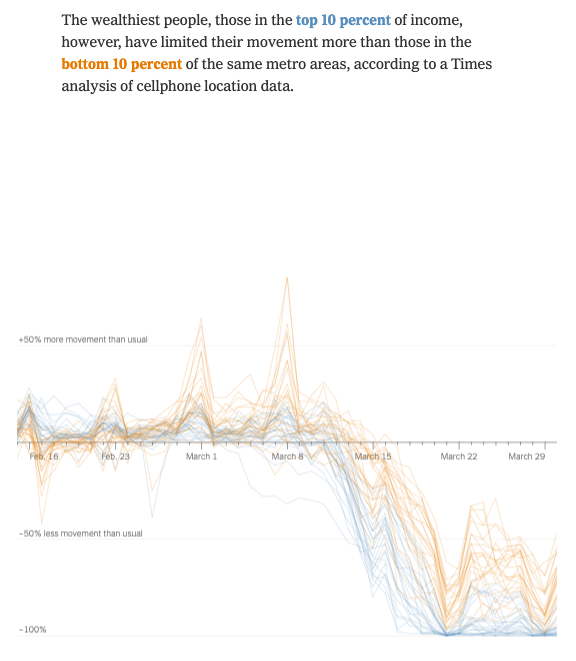 The wealthiest people, those in the top 10 percent of income,
however, have limited their movement more than those in the
bottom 10 percent of the same metro areas, according to a Times
analysis of cellphone location data.
+50% more movement than usual
Feb. 16 Feb. 23 March 1 March 8 March 15 March 22 March 29
−50% less movement than usual
−100%